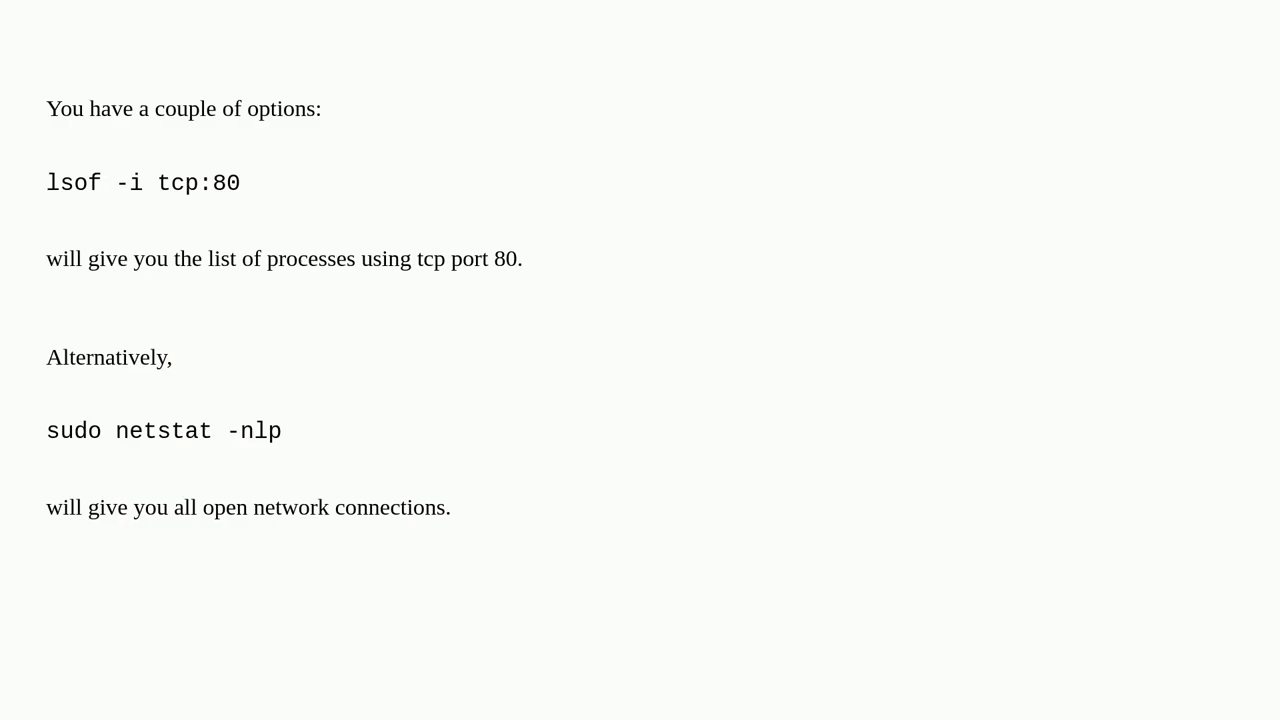 You have a couple of options:
lsof -i tcp:80
will give you the list of processes using tcp port 80.
Alternatively,
sudo netstat -nlp
will give you all open network connections.